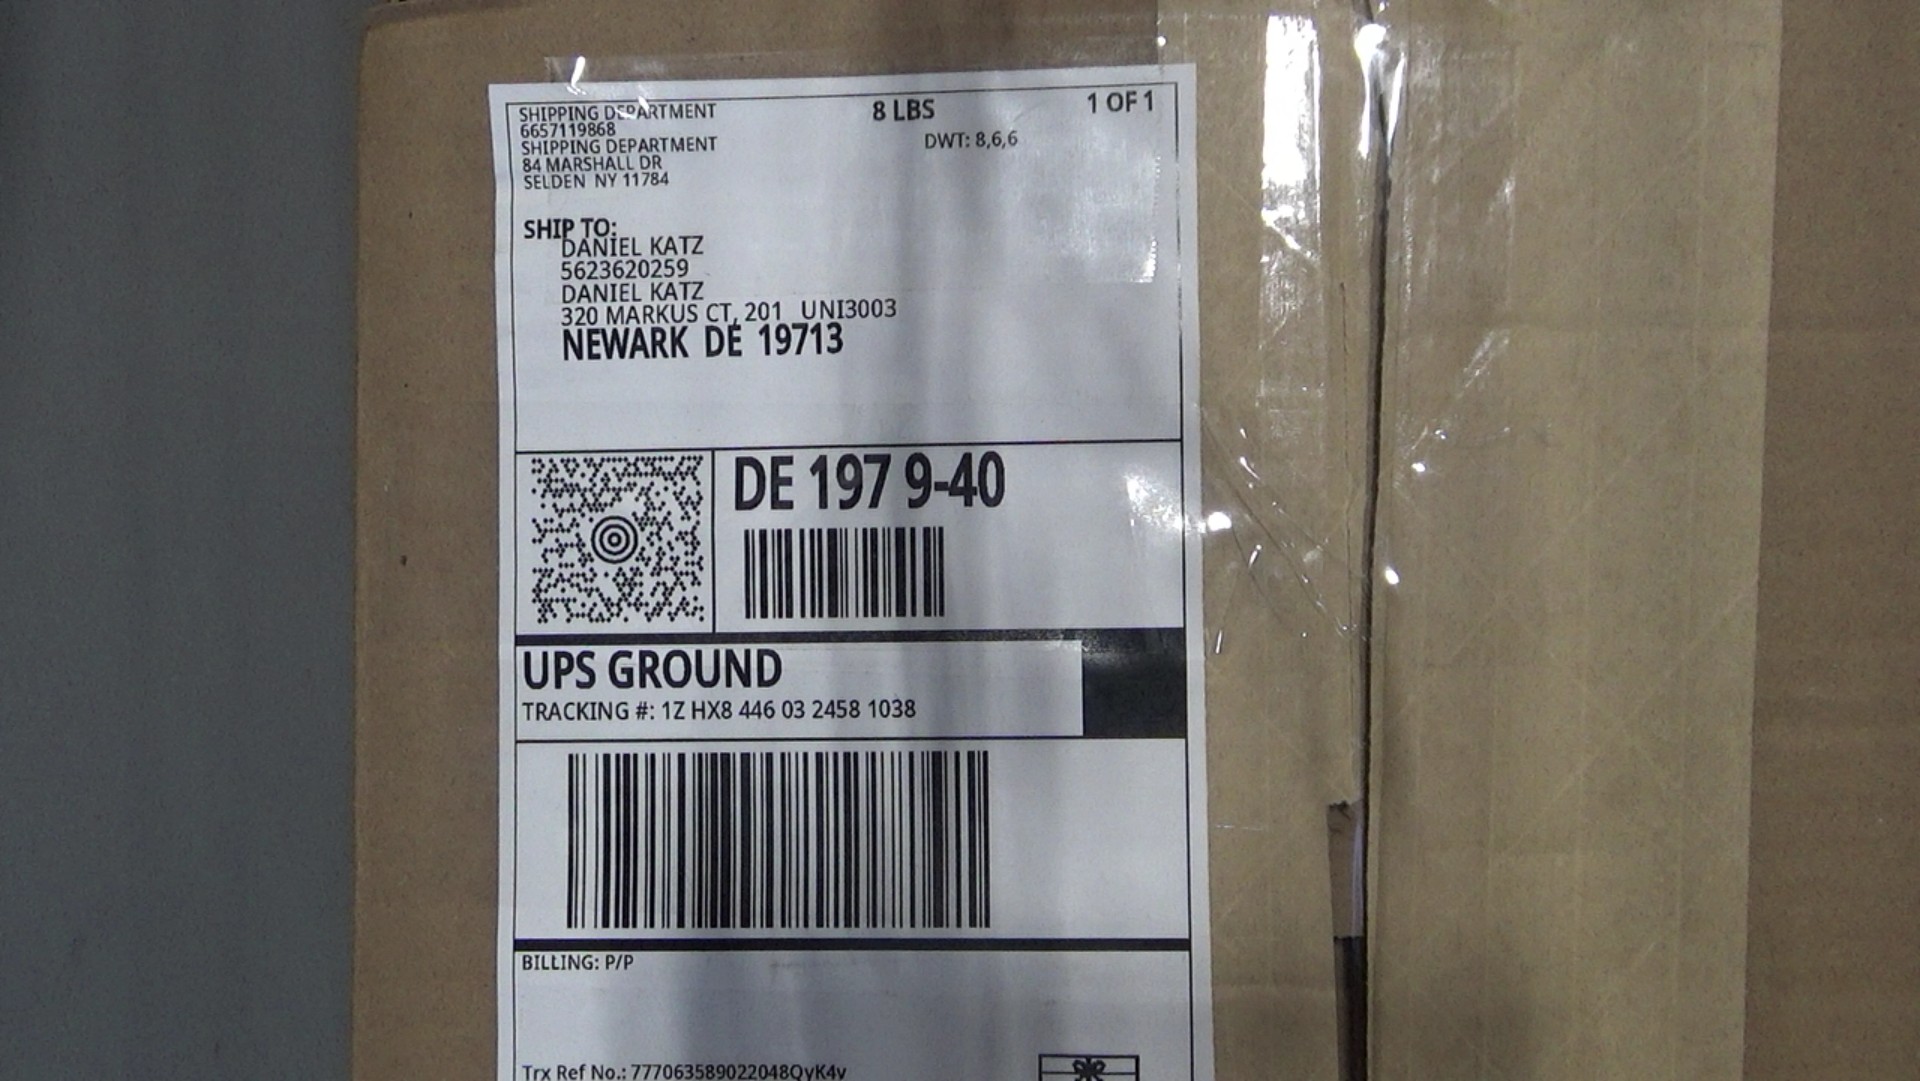 SHIPPING DEPARTMENT
8 LBS
1 OF 1
6657119868
DWT: 8,6,6
SHIPPING DEPARTMENT
84 MARSHALL DR
SELDEN NY 11784
SHIP TO:
DANIEL KATZ
5623620259
DANIEL KATZ
320 MARKUS CT, 201 UNI3003
NEWARK DE 19713
DE 197 9-40
UPS GROUND
TRACKING #: 1Z HX8 446 03 2458 1038
BILLING: P/P
Trx Ref No.: 777063589022048QyK4v